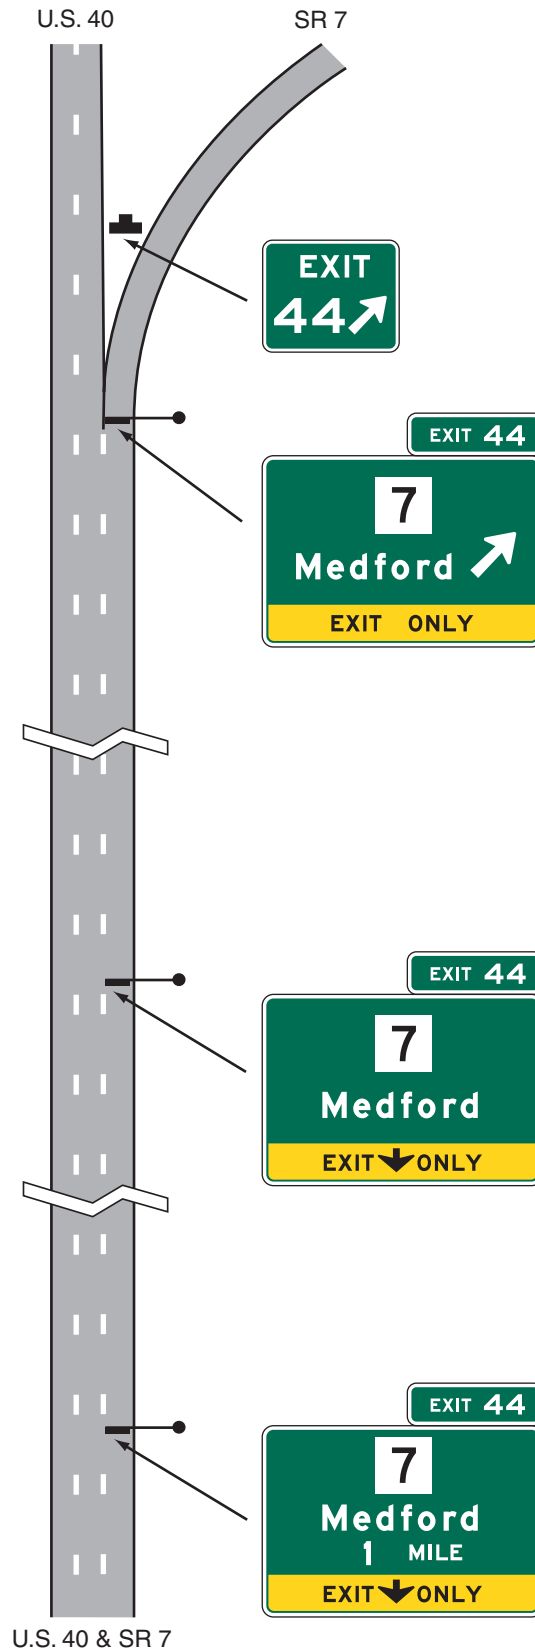 U.S. 40
SR 7
EXIT
44
EXIT 44
7
Medford
EXIT ONLY
EXIT 44
7
Medford
EXIT ONLY
EXIT 44
7
Medford
1 MILE
EXIT ONLY
U.S. 40 & SR 7